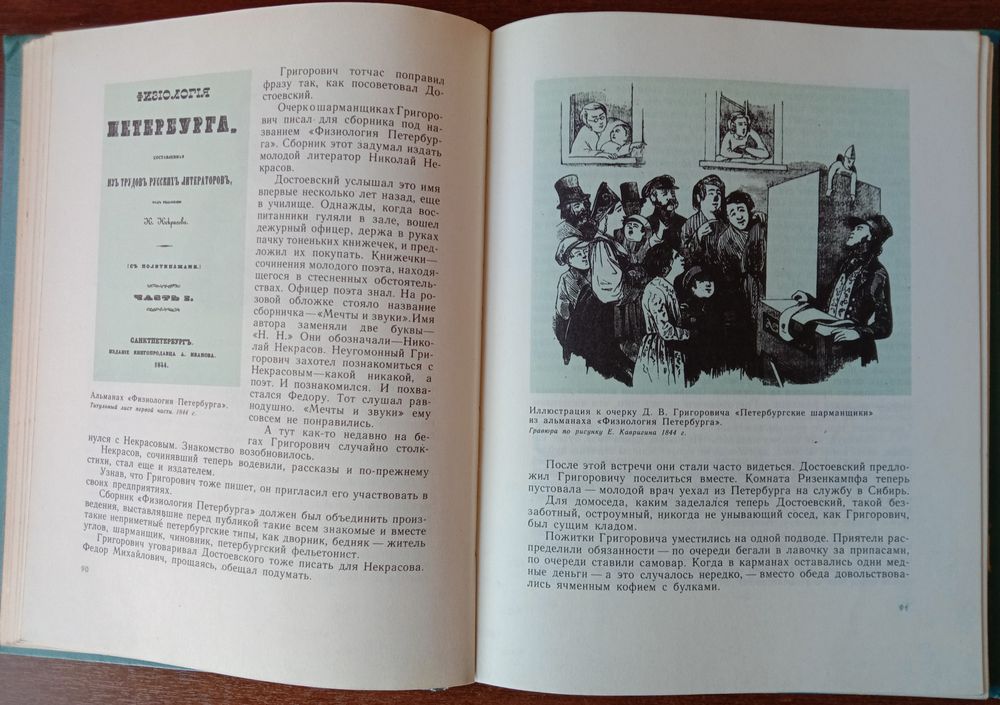 ФИЗІОЛОГІЯ
ПЕТЕРБУРГА,
СОСТАВЛЕННАЯ
ИЗЪ ТРУДОВЪ РУССКИХЪ ЛИТЕРАТОРОВЪ,
Н. Некрасова.
(СЪ ПОЛИТИПАЖАМИ.)
ЧАСТЬ I.
САНКТПЕТЕРБУРГЪ.
ИЗДАНІЕ КНИГОПРОДАВЦА А. ИВАНОВА.
1844.
Альманах «Физиология Петербурга».
Титульный лист первой части. 1844 г.
Григорович тотчас поправил
фразу так, как посоветовал До-
стоевский.
Очерк о шарманщиках Григоро-
вич писал для сборника под на-
званием «Физиология Петербур-
га». Сборник этот задумал издать
молодой литератор Николай Не-
красов.
Достоевский услышал это имя
впервые несколько лет назад, еще
в училище. Однажды, когда вос-
питанники гуляли в зале, вошел
дежурный офицер, держа в руках
пачку тоненьких книжечек, и пред-
ложил их покупать. Книжечки—
сочинения молодого поэта, находя-
щегося в стесненных обстоятель-
ствах. Офицер поэта знал. На ро-
зовой обложке стояло название
сборничка—«Мечты и звуки». Имя
автора заменяли две буквы—
«Н. Н.» Они обозначали—Нико-
лай Некрасов. Неугомонный Гри-
горович захотел познакомиться с
Некрасовым—какой никакой, а
поэт. И познакомился. И похва-
стался Федору. Тот слушал рав-
нодушно. «Мечты и звуки» ему
совсем не понравились.
А тут как-то недавно на бе-
гах Григорович случайно столк-
нулся с Некрасовым. Знакомство возобновилось.
Некрасов, сочинявший теперь водевили, рассказы и по-прежнему
стихи, стал еще и издателем.
Узнав, что Григорович тоже пишет, он пригласил его участвовать в
своих предприятиях.
Сборник «Физиология Петербурга» должен был объединить произ-
ведения, выставлявшие перед публикой такие всем знакомые и вместе
такие неприметные петербургские типы, как дворник, бедняк — житель
углов, шарманщик, чиновник, петербургский фельетонист.
Григорович уговаривал Достоевского тоже писать для Некрасова.
Федор Михайлович, прощаясь, обещал подумать.
90
Иллюстрация к очерку Д. В. Григоровича «Петербургские шарманщики»
из альманаха «Физиология Петербурга».
Гравюра по рисунку Е. Ковригина 1844 г.
После этой встречи они стали часто видеться. Достоевский предло-
жил Григоровичу поселиться вместе. Комната Ризенкампфа теперь
пустовала — молодой врач уехал из Петербурга на службу в Сибирь.
Для домоседа, каким заделался теперь Достоевский, такой без-
заботный, остроумный, никогда не унывающий сосед, как Григорович,
был сущим кладом.
Пожитки Григоровича уместились на одной подводе. Приятели рас-
пределили обязанности — по очереди бегали в лавочку за припасами,
по очереди ставили самовар. Когда в карманах оставались одни мед-
ные деньги — а это случалось нередко, — вместо обеда довольствова-
лись ячменным кофием с булками.
91